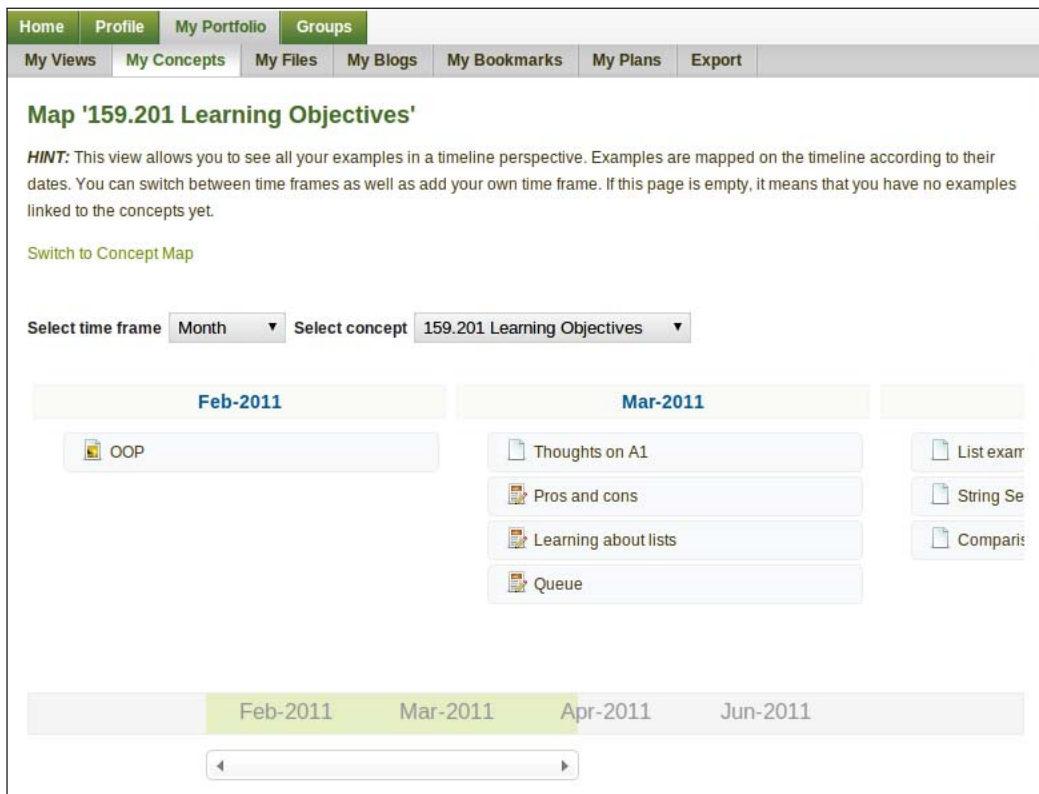 Home Profile My Portfolio Groups
My Views My Concepts My Files My Blogs My Bookmarks My Plans Export
Map '159.201 Learning Objectives'
HINT: This view allows you to see all your examples in a timeline perspective. Examples are mapped on the timeline according to their
dates. You can switch between time frames as well as add your own time frame. If this page is empty, it means that you have no examples
linked to the concepts yet.
Switch to Concept Map
Select time frame Month Select concept 159.201 Learning Objectives
Feb-2011 Mar-2011
OOP Thoughts on A1 List exam
Pros and cons String Se
Learning about lists Comparis
Queue
Feb-2011 Mar-2011 Apr-2011 Jun-2011